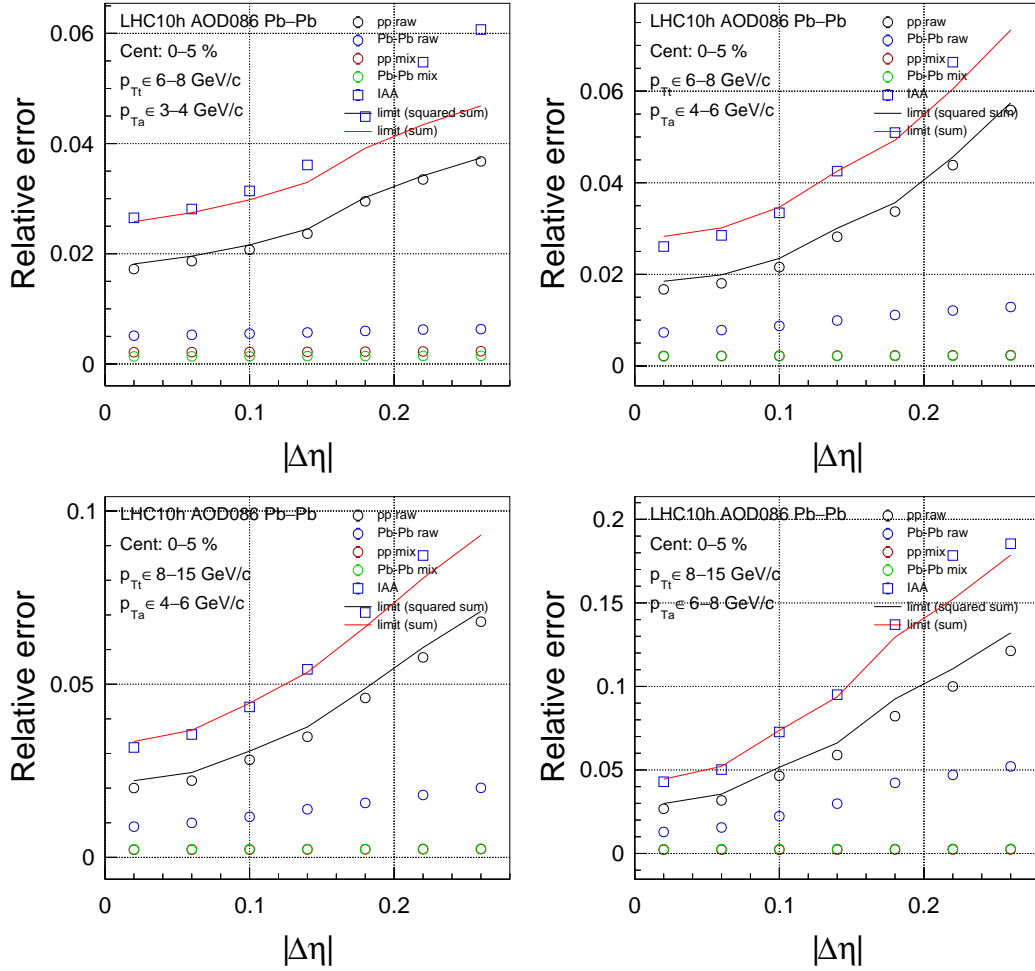 LHC10h AOD086 Pb–Pb
Cent: 0–5 %
pTt∈ 6–8 GeV/c
pTa∈ 3–4 GeV/c
pp raw
Pb-Pb raw
pp mix
Pb-Pb mix
IAA
limit (squared sum)
limit (sum)
Relative error
0.06
0.04
0.02
0
0
0.1
0.2
|Δη|
LHC10h AOD086 Pb–Pb
Cent: 0–5 %
pTt∈ 6–8 GeV/c
pTa∈ 4–6 GeV/c
pp raw
Pb-Pb raw
pp mix
Pb-Pb mix
IAA
limit (squared sum)
limit (sum)
Relative error
0.06
0.04
0.02
0
0
0.1
0.2
|Δη|
LHC10h AOD086 Pb–Pb
Cent: 0–5 %
pTt∈ 8–15 GeV/c
pTa∈ 4–6 GeV/c
pp raw
Pb-Pb raw
pp mix
Pb-Pb mix
IAA
limit (squared sum)
limit (sum)
Relative error
0.1
0.05
0
0
0.1
0.2
|Δη|
LHC10h AOD086 Pb–Pb
Cent: 0–5 %
pTt∈ 8–15 GeV/c
pTa∈ 6–8 GeV/c
pp raw
Pb-Pb raw
pp mix
Pb-Pb mix
IAA
limit (squared sum)
limit (sum)
Relative error
0.2
0.15
0.1
0.05
0
0
0.1
0.2
|Δη|